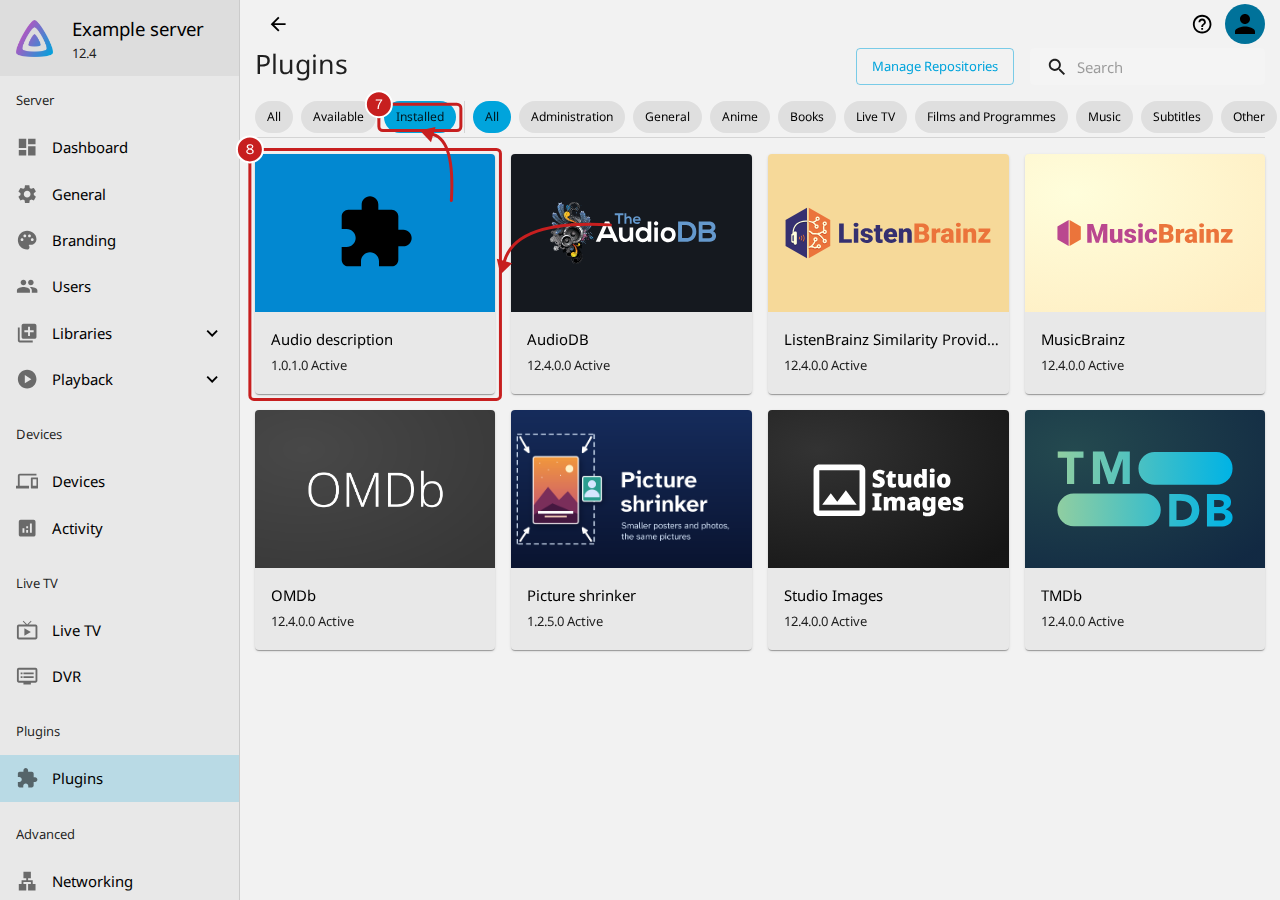 Example server
12.4
Server
Dashboard
General
Branding
Users
Libraries
Playback
Devices
Devices
Activity
Live TV
Live TV
DVR
Plugins
Plugins
Advanced
Networking
Plugins
Manage Repositories
Search
All
Available
7
Installed
All
Administration
General
Anime
Books
Live TV
Films and Programmes
Music
Subtitles
Other
8
The
AudioDB
ListenBrainz
MusicBrainz
Audio description
1.0.1.0 Active
AudioDB
12.4.0.0 Active
ListenBrainz Similarity Provid...
12.4.0.0 Active
MusicBrainz
12.4.0.0 Active
OMDb
Picture
shrinker
Smaller posters and photos,
the same pictures
Studio
Images
TM
DB
OMDb
12.4.0.0 Active
Picture shrinker
1.2.5.0 Active
Studio Images
12.4.0.0 Active
TMDb
12.4.0.0 Active